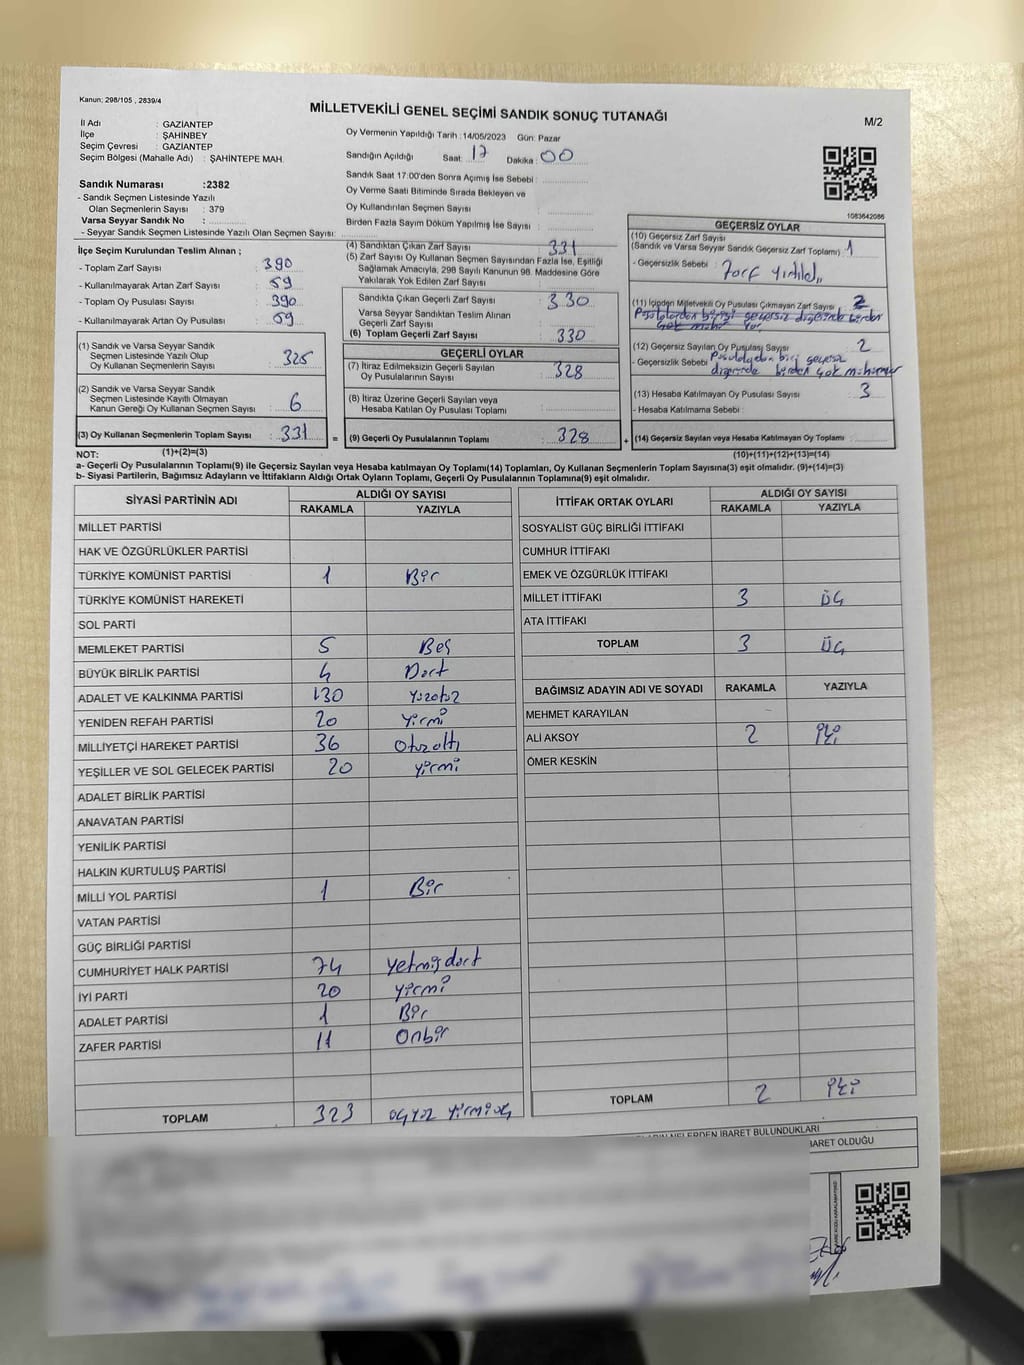 Kanun; 298/105 , 2839/4
MİLLETVEKİLİ GENEL SEÇİMİ SANDIK SONUÇ TUTANAĞI
M/2
İl Adı : GAZİANTEP
İlçe : ŞAHİNBEY
Seçim Çevresi : GAZİANTEP
Seçim Bölgesi (Mahalle Adı) : ŞAHİNTEPE MAH.
Oy Vermenin Yapıldığı Tarih : 14/05/2023 Gün: Pazar
Sandığın Açıldığı Saat: 17 Dakika : 00
Sandık Saat 17:00'den Sonra Açımış İse Sebebi :
Oy Verme Saati Bitiminde Sırada Bekleyen ve
Oy Kullandırılan Seçmen Sayısı :
Birden Fazla Sayım Döküm Yapılmış İse Sayısı :
Sandık Numarası :2382
- Sandık Seçmen Listesinde Yazılı
Olan Seçmenlerin Sayısı : 379
Varsa Seyyar Sandık No :
- Seyyar Sandık Seçmen Listesinde Yazılı Olan Seçmen Sayısı:
1083642086
İlçe Seçim Kurulundan Teslim Alınan ;
- Toplam Zarf Sayısı : 390
- Kullanılmayarak Artan Zarf Sayısı : 59
- Toplam Oy Pusulası Sayısı : 390
- Kullanılmayarak Artan Oy Pusulası : 59
(1) Sandık ve Varsa Seyyar Sandık
Seçmen Listesinde Yazılı Olup
Oy Kullanan Seçmenlerin Sayısı : 325
(2) Sandık ve Varsa Seyyar Sandık
Seçmen Listesinde Kayıtlı Olmayan
Kanun Gereği Oy Kullanan Seçmen Sayısı : 6
(3) Oy Kullanan Seçmenlerin Toplam Sayısı : 331
(4) Sandıktan Çıkan Zarf Sayısı : 331
(5) Zarf Sayısı Oy Kullanan Seçmen Sayısından Fazla İse, Eşitliği
Sağlamak Amacıyla, 298 Sayılı Kanunun 98. Maddesine Göre
Yakılarak Yok Edilen Zarf Sayısı :
Sandıkta Çıkan Geçerli Zarf Sayısı : 330
Varsa Seyyar Sandıktan Teslim Alınan
Geçerli Zarf Sayısı :
(6) Toplam Geçerli Zarf Sayısı : 330
GEÇERLİ OYLAR
(7) İtiraz Edilmeksizin Geçerli Sayılan
Oy Pusulalarının Sayısı : 328
(8) İtiraz Üzerine Geçerli Sayılan veya
Hesaba Katılan Oy Pusulası Toplamı :
= (9) Geçerli Oy Pusulalarının Toplamı : 328
GEÇERSİZ OYLAR
(10) Geçersiz Zarf Sayısı
(Sandık ve Varsa Seyyar Sandık Geçersiz Zarf Toplamı) : 1
- Geçersizlik Sebebi : Zarf yırtıldı
(11) İçinden Milletvekili Oy Pusulası Çıkmayan Zarf Sayısı : 2
Pusulalardan birisi geçersiz diğerinde birden
çok mühür
(12) Geçersiz Sayılan Oy Pusulası Sayısı : 2
- Geçersizlik Sebebi : Pusuladan biri geçersiz
diğerinde birden çok
(13) Hesaba Katılmayan Oy Pusulası Sayısı : 3
- Hesaba Katılmama Sebebi :
+ (14) Geçersiz Sayılan veya Hesaba Katılmayan Oy Toplamı :
NOT: (1)+(2)=(3) (10)+(11)+(12)+(13)=(14)
a- Geçerli Oy Pusulalarının Toplamı(9) ile Geçersiz Sayılan veya Hesaba katılmayan Oy Toplamı(14) Toplamları, Oy Kullanan Seçmenlerin Toplam Sayısına(3) eşit olmalıdır. (9)+(14)=(3)
b- Siyasi Partilerin, Bağımsız Adayların ve İttifakların Aldığı Ortak Oyların Toplamı, Geçerli Oy Pusulalarının Toplamına(9) eşit olmalıdır.
SİYASİ PARTİNİN ADI ALDIĞI OY SAYISI
RAKAMLA YAZIYLA
MİLLET PARTİSİ
HAK VE ÖZGÜRLÜKLER PARTİSİ
TÜRKİYE KOMÜNİST PARTİSİ 1 Bir
TÜRKİYE KOMÜNİST HAREKETİ
SOL PARTİ
MEMLEKET PARTİSİ 5 Beş
BÜYÜK BİRLİK PARTİSİ 4 Dört
ADALET VE KALKINMA PARTİSİ 130 Yüzotuz
YENİDEN REFAH PARTİSİ 20 Yirmi
MİLLİYETÇİ HAREKET PARTİSİ 36 Otuzaltı
YEŞİLLER VE SOL GELECEK PARTİSİ 20 Yirmi
ADALET BİRLİK PARTİSİ
ANAVATAN PARTİSİ
YENİLİK PARTİSİ
HALKIN KURTULUŞ PARTİSİ
MİLLİ YOL PARTİSİ 1 Bir
VATAN PARTİSİ
GÜÇ BİRLİĞİ PARTİSİ
CUMHURİYET HALK PARTİSİ 74 Yetmişdört
İYİ PARTİ 20 Yirmi
ADALET PARTİSİ 1 Bir
ZAFER PARTİSİ 11 Onbir
TOPLAM 323 üçyüz yirmiüç
İTTİFAK ORTAK OYLARI ALDIĞI OY SAYISI
RAKAMLA YAZIYLA
SOSYALİST GÜÇ BİRLİĞİ İTTİFAKI
CUMHUR İTTİFAKI
EMEK VE ÖZGÜRLÜK İTTİFAKI
MİLLET İTTİFAKI 3 üç
ATA İTTİFAKI
TOPLAM 3 üç
BAĞIMSIZ ADAYIN ADI VE SOYADI RAKAMLA YAZIYLA
MEHMET KARAYILAN
ALİ AKSOY 2 iki
ÖMER KESKİN
TOPLAM 2 iki
NELERDEN İBARET BULUNDUKLARI
İBARET OLDUĞU